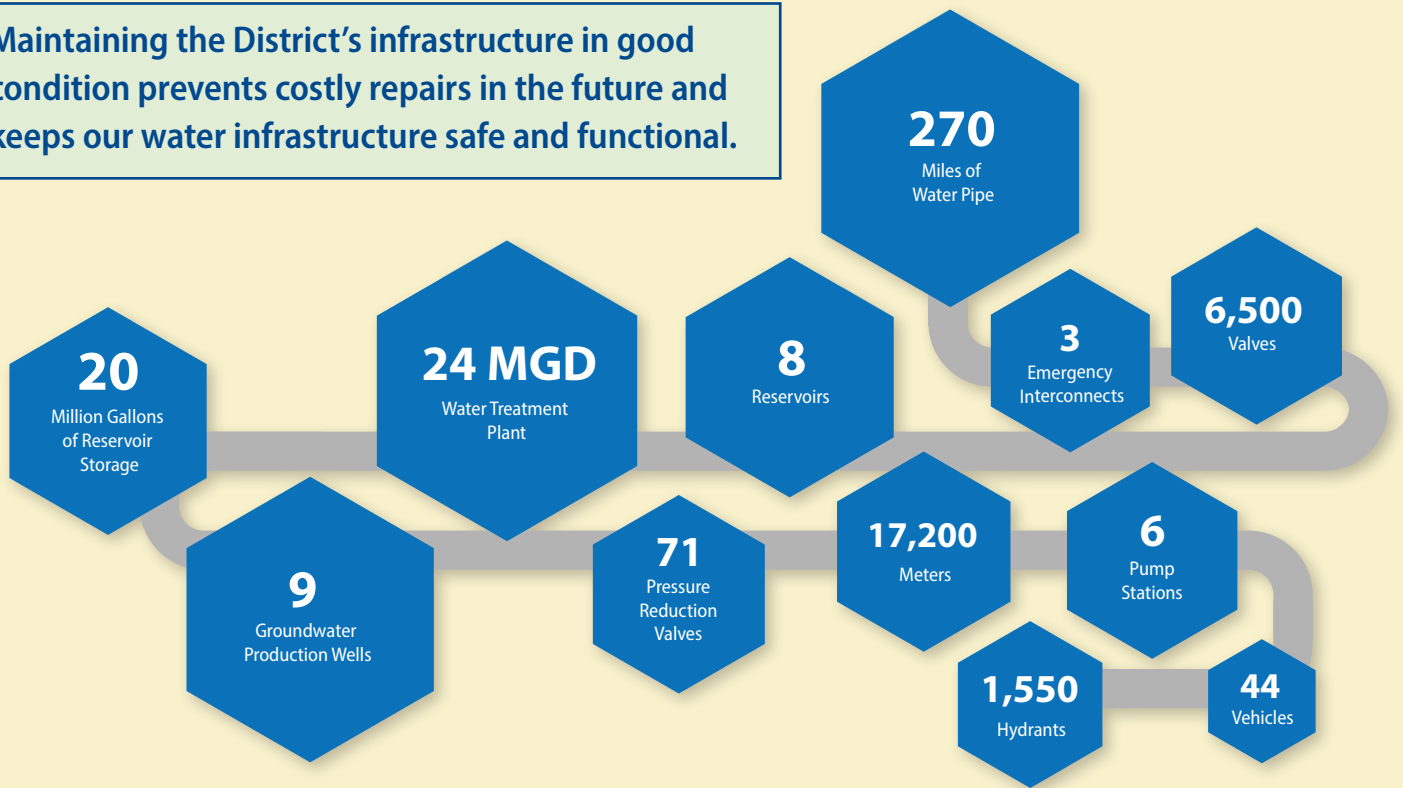 Maintaining the District’s infrastructure in good
condition prevents costly repairs in the future and
keeps our water infrastructure safe and functional.
270
Miles of
Water Pipe
3
Emergency
Interconnects
6,500
Valves
8
Reservoirs
24 MGD
Water Treatment
Plant
20
Million Gallons
of Reservoir
Storage
9
Groundwater
Production Wells
71
Pressure
Reduction
Valves
17,200
Meters
6
Pump
Stations
44
Vehicles
1,550
Hydrants